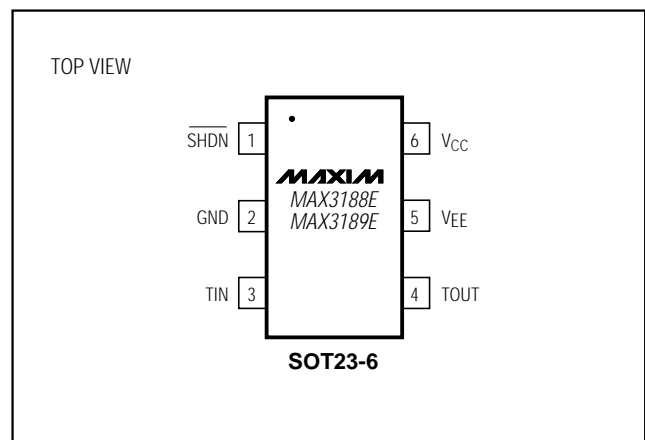 TOP VIEW
SHDN 1
6 VCC
MAXIM
MAX3188E
MAX3189E
GND 2
5 VEE
TIN 3
4 TOUT
SOT23-6